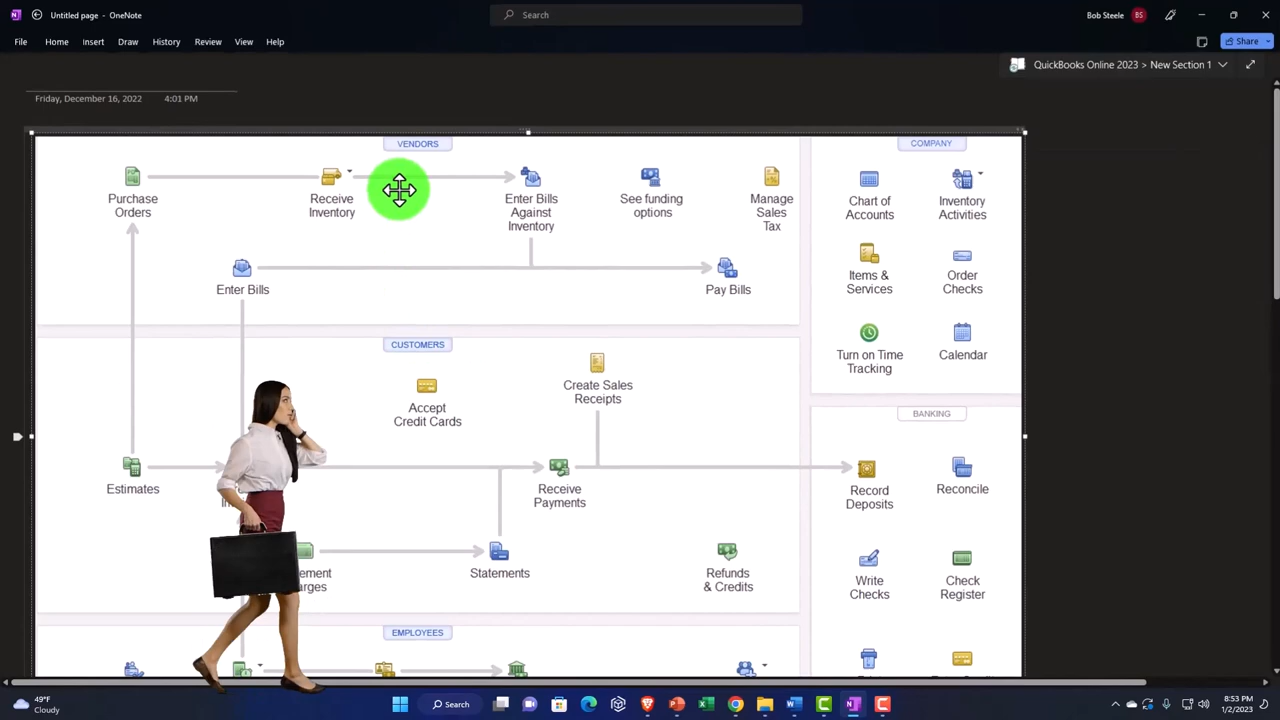 Untitled page - OneNote
Search
Bob Steele
BS
File
Home
Insert
Draw
History
Review
View
Help
Share
QuickBooks Online 2023 > New Section 1
Friday, December 16, 2022
4:01 PM
VENDORS
COMPANY
Purchase
Orders
Receive
Inventory
Enter Bills
Against
Inventory
See funding
options
Manage
Sales
Tax
Chart of
Accounts
Inventory
Activities
Enter Bills
Pay Bills
Items &
Services
Order
Checks
CUSTOMERS
Turn on Time
Tracking
Calendar
Accept
Credit Cards
Create Sales
Receipts
BANKING
Estimates
Receive
Payments
Record
Deposits
Reconcile
Statements
Refunds
& Credits
Write
Checks
Check
Register
EMPLOYEES
49°F
Cloudy
Search
8:53 PM
1/2/2023